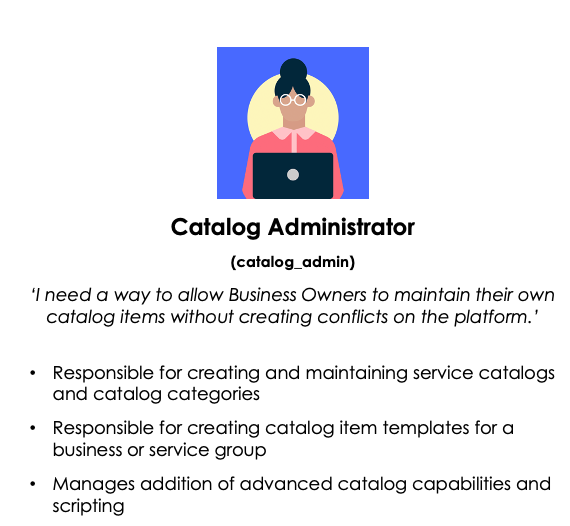 Catalog Administrator
(catalog_admin)
‘I need a way to allow Business Owners to maintain their own
catalog items without creating conflicts on the platform.’
• Responsible for creating and maintaining service catalogs
and catalog categories
• Responsible for creating catalog item templates for a
business or service group
• Manages addition of advanced catalog capabilities and
scripting